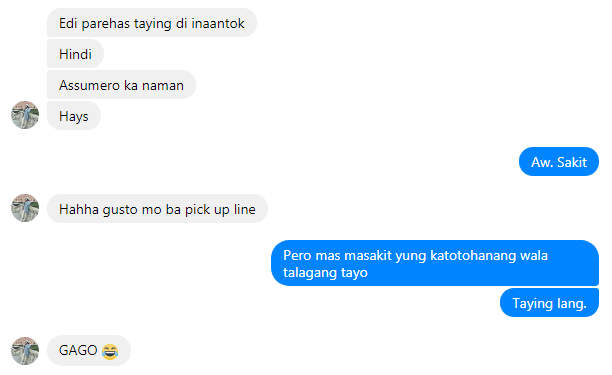 Edi parehas taying di inaantok
Hindi
Assumero ka naman
Hays
Aw. Sakit
Hahha gusto mo ba pick up line
Pero mas masakit yung katotohanang wala
talagang tayo
Taying lang.
GAGO 😂